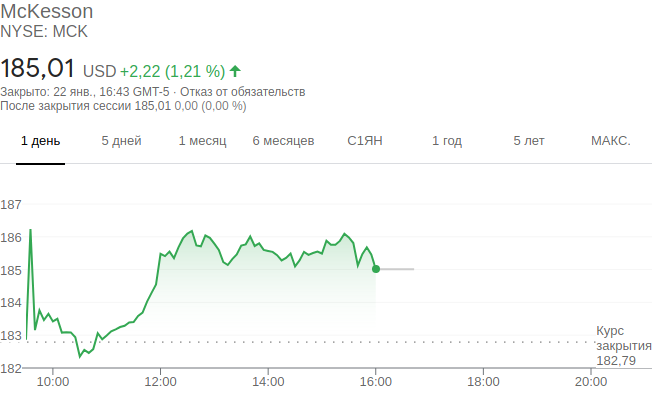 McKesson
NYSE: MCK
185,01 USD +2,22 (1,21 %)
Закрыто: 22 янв., 16:43 GMT-5 · Отказ от обязательств
После закрытия сессии 185,01 0,00 (0,00 %)
1 день 5 дней 1 месяц 6 месяцев С1ЯН 1 год 5 лет МАКС.
187
186
185
184
183
Курс
закрытия
182,79
182
10:00 12:00 14:00 16:00 18:00 20:00